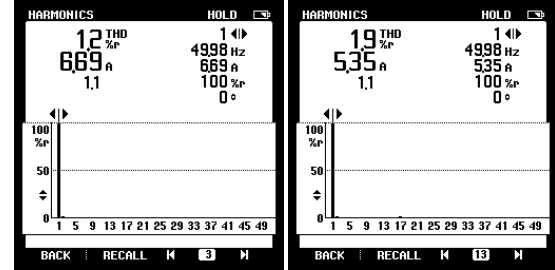 HARMONICS HOLD
1.2 THD %r
6.69 A
1.1
1
49.98 Hz
6.69 A
100 %r
0 °
100
%r
50
0
1 5 9 13 17 21 25 29 33 37 41 45 49
BACK RECALL 3
HARMONICS HOLD
1.9 THD %r
5.35 A
1.1
1
49.98 Hz
5.35 A
100 %r
0 °
100
%r
50
0
1 5 9 13 17 21 25 29 33 37 41 45 49
BACK RECALL 13